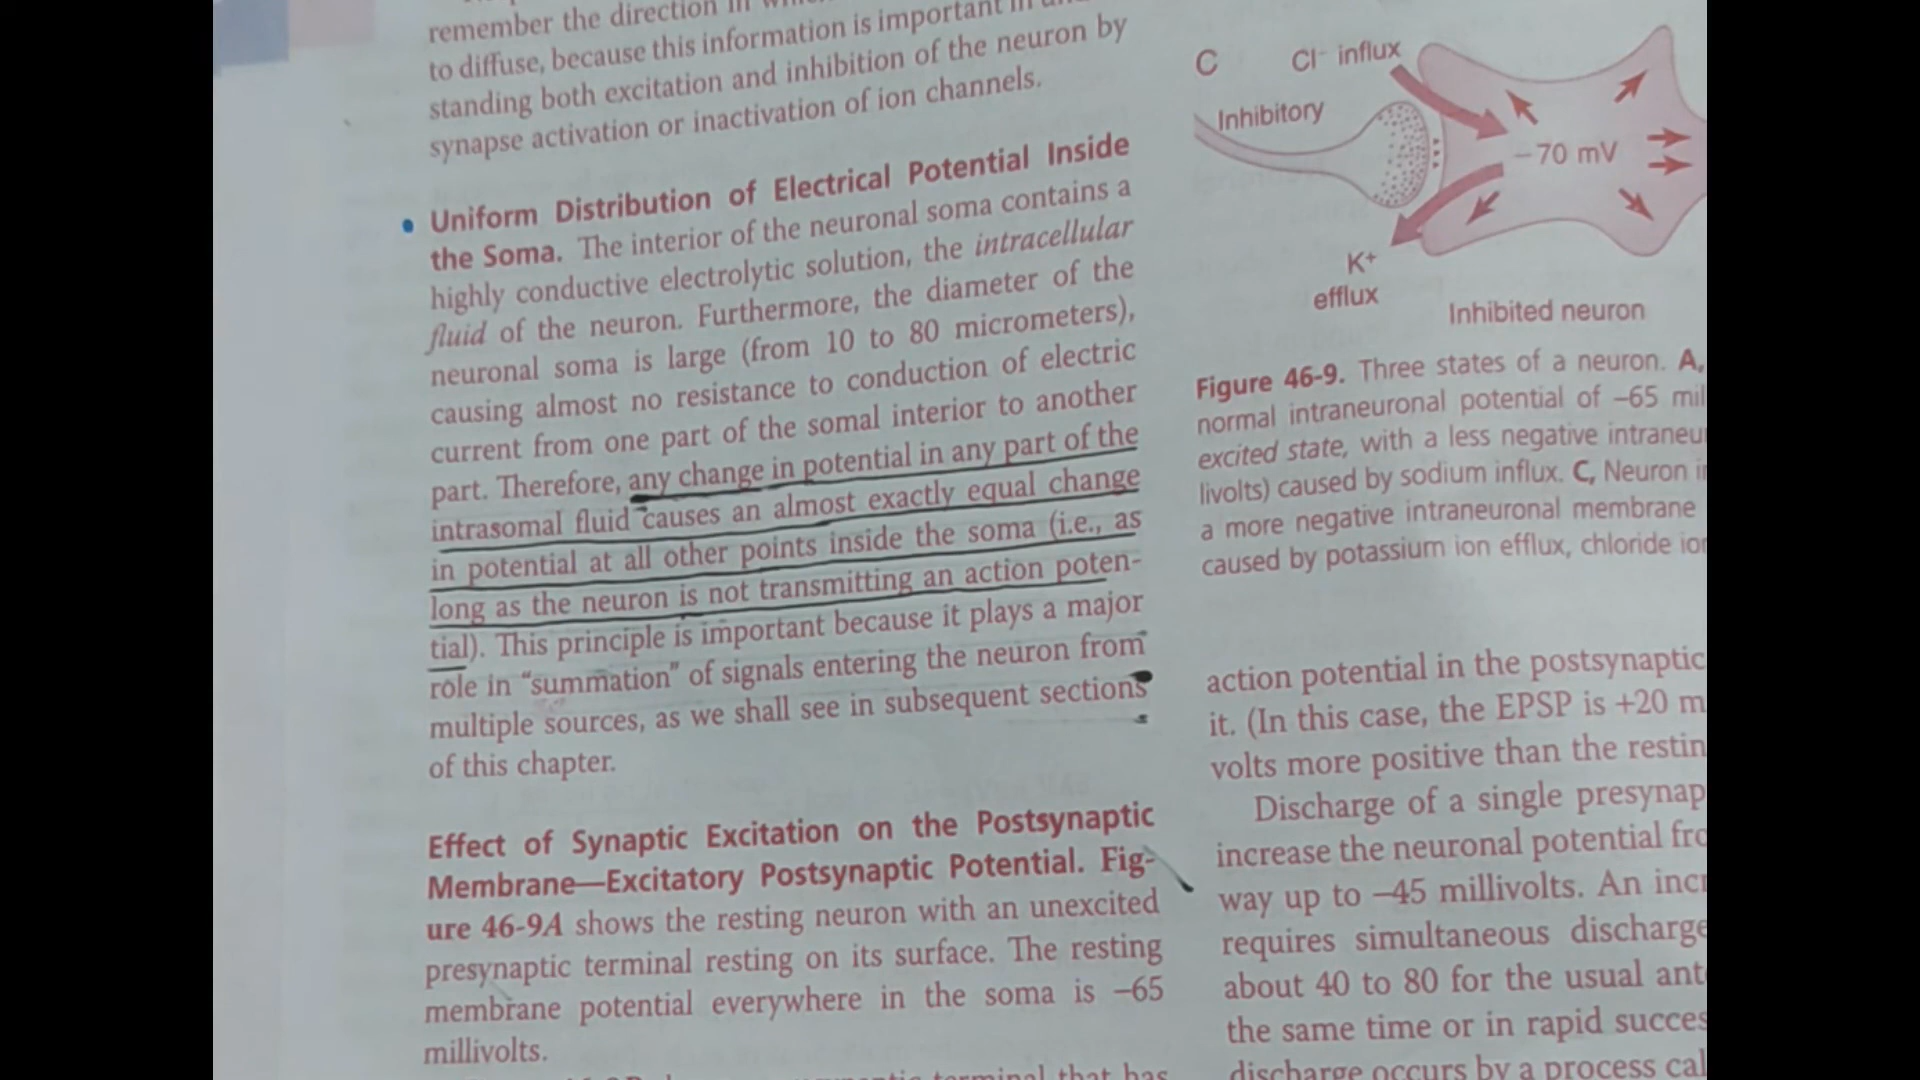 remember the direction in
to diffuse, because this information is important in
standing both excitation and inhibition of the neuron by
synapse activation or inactivation of ion channels.
• Uniform Distribution of Electrical Potential Inside
the Soma. The interior of the neuronal soma contains a
highly conductive electrolytic solution, the intracellular
fluid of the neuron. Furthermore, the diameter of the
neuronal soma is large (from 10 to 80 micrometers),
causing almost no resistance to conduction of electric
current from one part of the somal interior to another
part. Therefore, any change in potential in any part of the
intrasomal fluid causes an almost exactly equal change
in potential at all other points inside the soma (i.e., as
long as the neuron is not transmitting an action poten-
tial). This principle is important because it plays a major
role in “summation” of signals entering the neuron from
multiple sources, as we shall see in subsequent sections
of this chapter.
Effect of Synaptic Excitation on the Postsynaptic
Membrane—Excitatory Postsynaptic Potential. Fig-
ure 46-9A shows the resting neuron with an unexcited
presynaptic terminal resting on its surface. The resting
membrane potential everywhere in the soma is –65
millivolts.
terminal that has
C
Cl⁻ influx
Inhibitory
–70 mV
K⁺
efflux
Inhibited neuron
Figure 46-9. Three states of a neuron. A,
normal intraneuronal potential of –65
excited state, with a less negative
livolts) caused by sodium influx. C, Neuron
a more negative intraneuronal membrane
caused by potassium ion efflux, chloride
action potential in the postsynaptic
it. (In this case, the EPSP is +20
volts more positive than the
Discharge of a single
increase the neuronal potential
way up to –45 millivolts. An
requires simultaneous
about 40 to 80 for the usual
the same time or in rapid
discharge occurs by a process